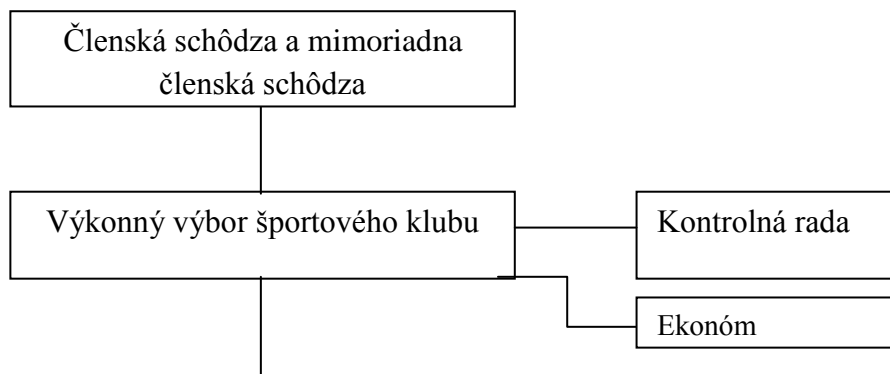 Členská schôdza a mimoriadna
členská schôdza
Výkonný výbor športového klubu
Kontrolná rada
Ekonóm